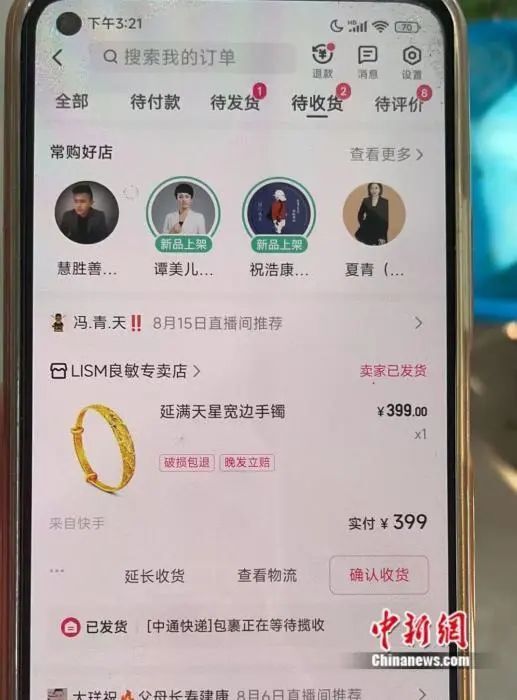 下午3:21
70
搜索我的订单
退款
消息
设置
全部
待付款
待发货
1
待收货
2
待评价
8
常购好店
查看更多
新品上架
新品上架
慧胜善...
谭美儿...
祝浩康...
夏青（...
冯.青.天‼️ 8月15日直播间推荐
LISM良敏专卖店
卖家已发货
延满天星宽边手镯
¥399.00
x1
破损包退
晚发立赔
来自快手
实付 ¥ 399
...
延长收货
查看物流
确认收货
已发货
[中通快递]包裹正在等待揽收
中新网
Chinanews.com
父母长寿建康
8月6日直播间推荐